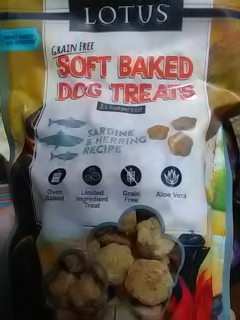 LOTUS
GRAIN FREE
SOFT BAKED
DOG TREATS
SARDINE
& HERRING
RECIPE
Oven
Baked
Limited
Ingredient
Treat
Grain
Free
Aloe Vera